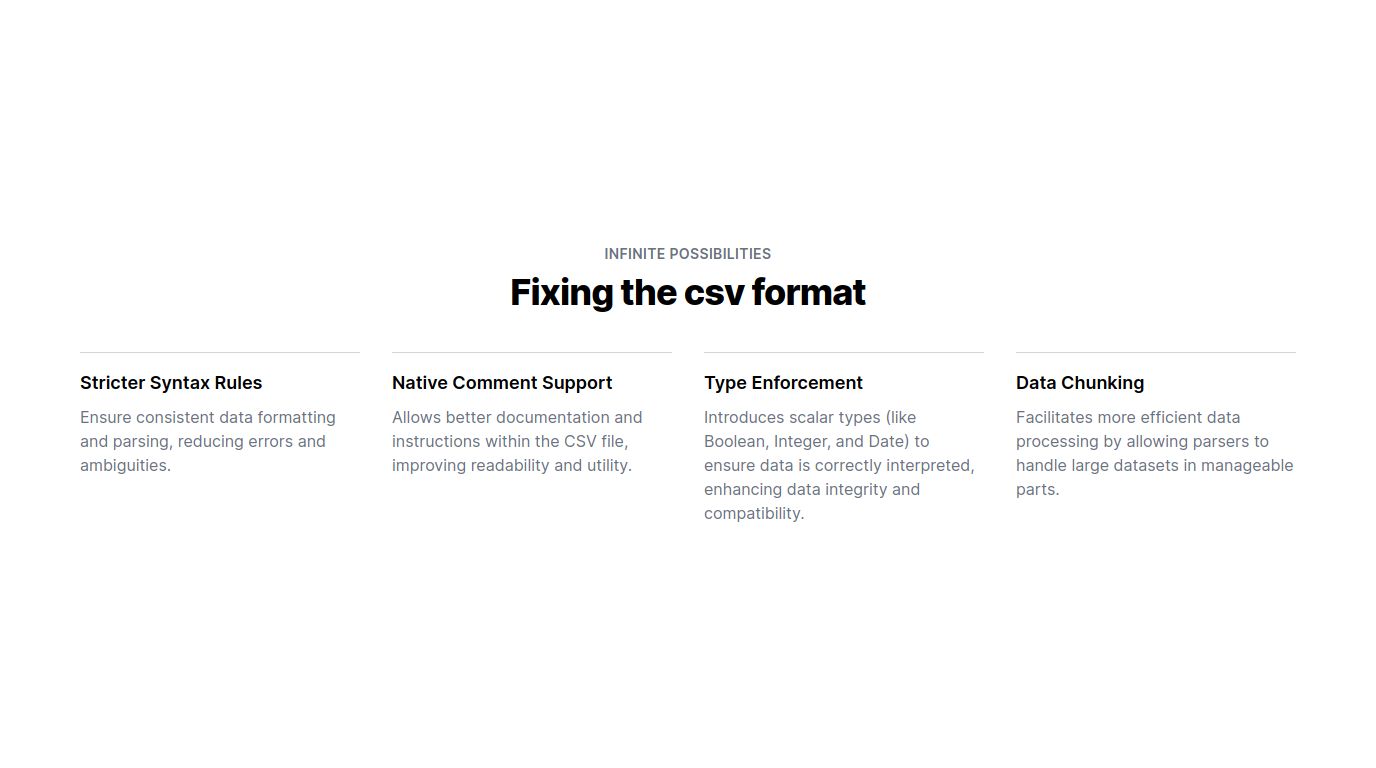 INFINITE POSSIBILITIES
Fixing the csv format
Stricter Syntax Rules
Ensure consistent data formatting
and parsing, reducing errors and
ambiguities.
Native Comment Support
Allows better documentation and
instructions within the CSV file,
improving readability and utility.
Type Enforcement
Introduces scalar types (like
Boolean, Integer, and Date) to
ensure data is correctly interpreted,
enhancing data integrity and
compatibility.
Data Chunking
Facilitates more efficient data
processing by allowing parsers to
handle large datasets in manageable
parts.